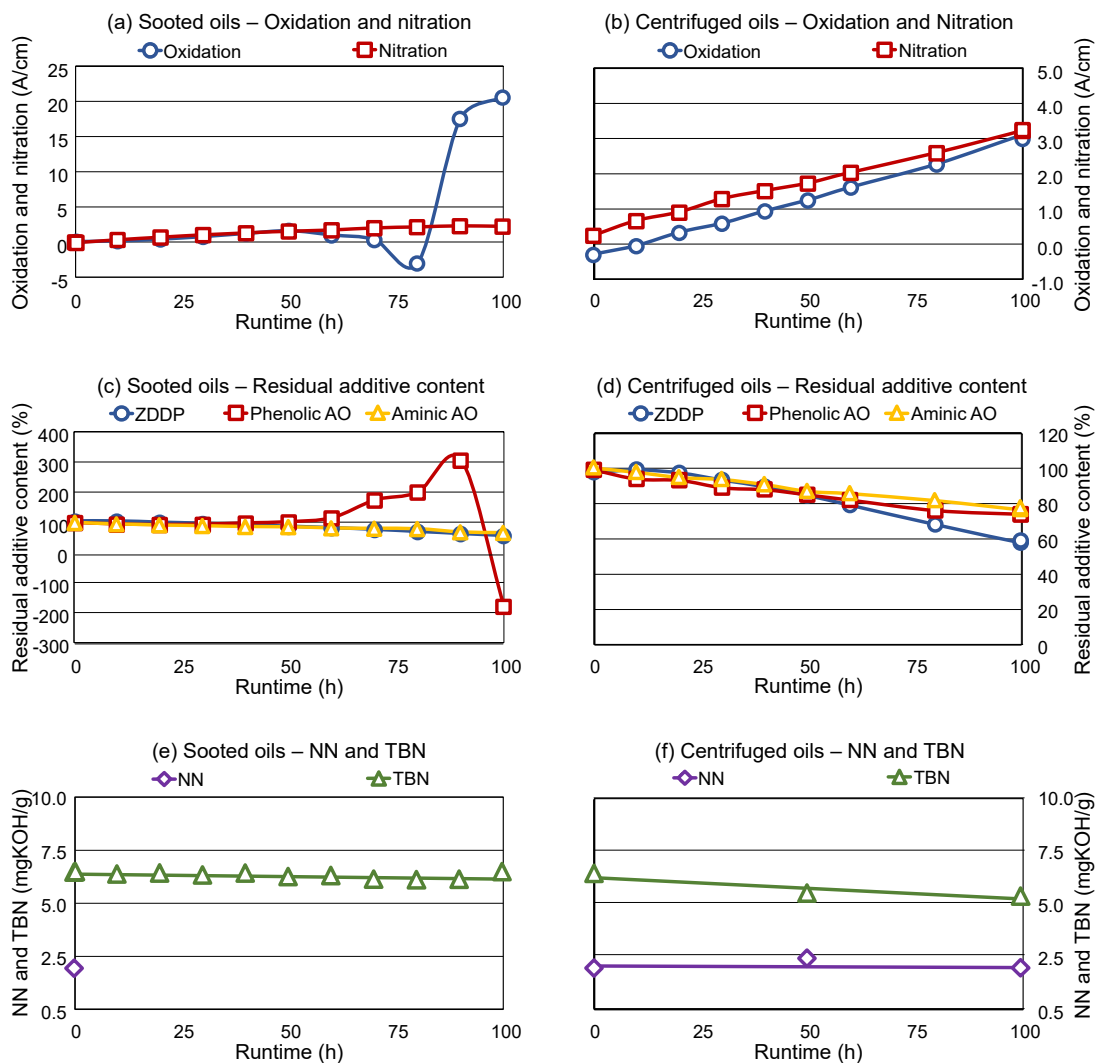 (a) Sooted oils – Oxidation and nitration
Oxidation Nitration
Oxidation and nitration (A/cm)
25
20
15
10
5
0
-5
0 25 50 75 100
Runtime (h)
(b) Centrifuged oils – Oxidation and Nitration
Oxidation Nitration
5.0
4.0
3.0
2.0
1.0
0.0
-1.0
Oxidation and nitration (A/cm)
0 25 50 75 100
Runtime (h)
(c) Sooted oils – Residual additive content
ZDDP Phenolic AO Aminic AO
Residual additive content (%)
400
300
200
100
0
-100
-200
-300
0 25 50 75 100
Runtime (h)
(d) Centrifuged oils – Residual additive content
ZDDP Phenolic AO Aminic AO
120
100
80
60
40
20
0
Residual additive content (%)
0 25 50 75 100
Runtime (h)
(e) Sooted oils – NN and TBN
NN TBN
NN and TBN (mgKOH/g)
10.0
7.5
5.0
2.5
0.5
0 25 50 75 100
Runtime (h)
(f) Centrifuged oils – NN and TBN
NN TBN
10.0
7.5
5.0
2.5
0.5
NN and TBN (mgKOH/g)
0 25 50 75 100
Runtime (h)